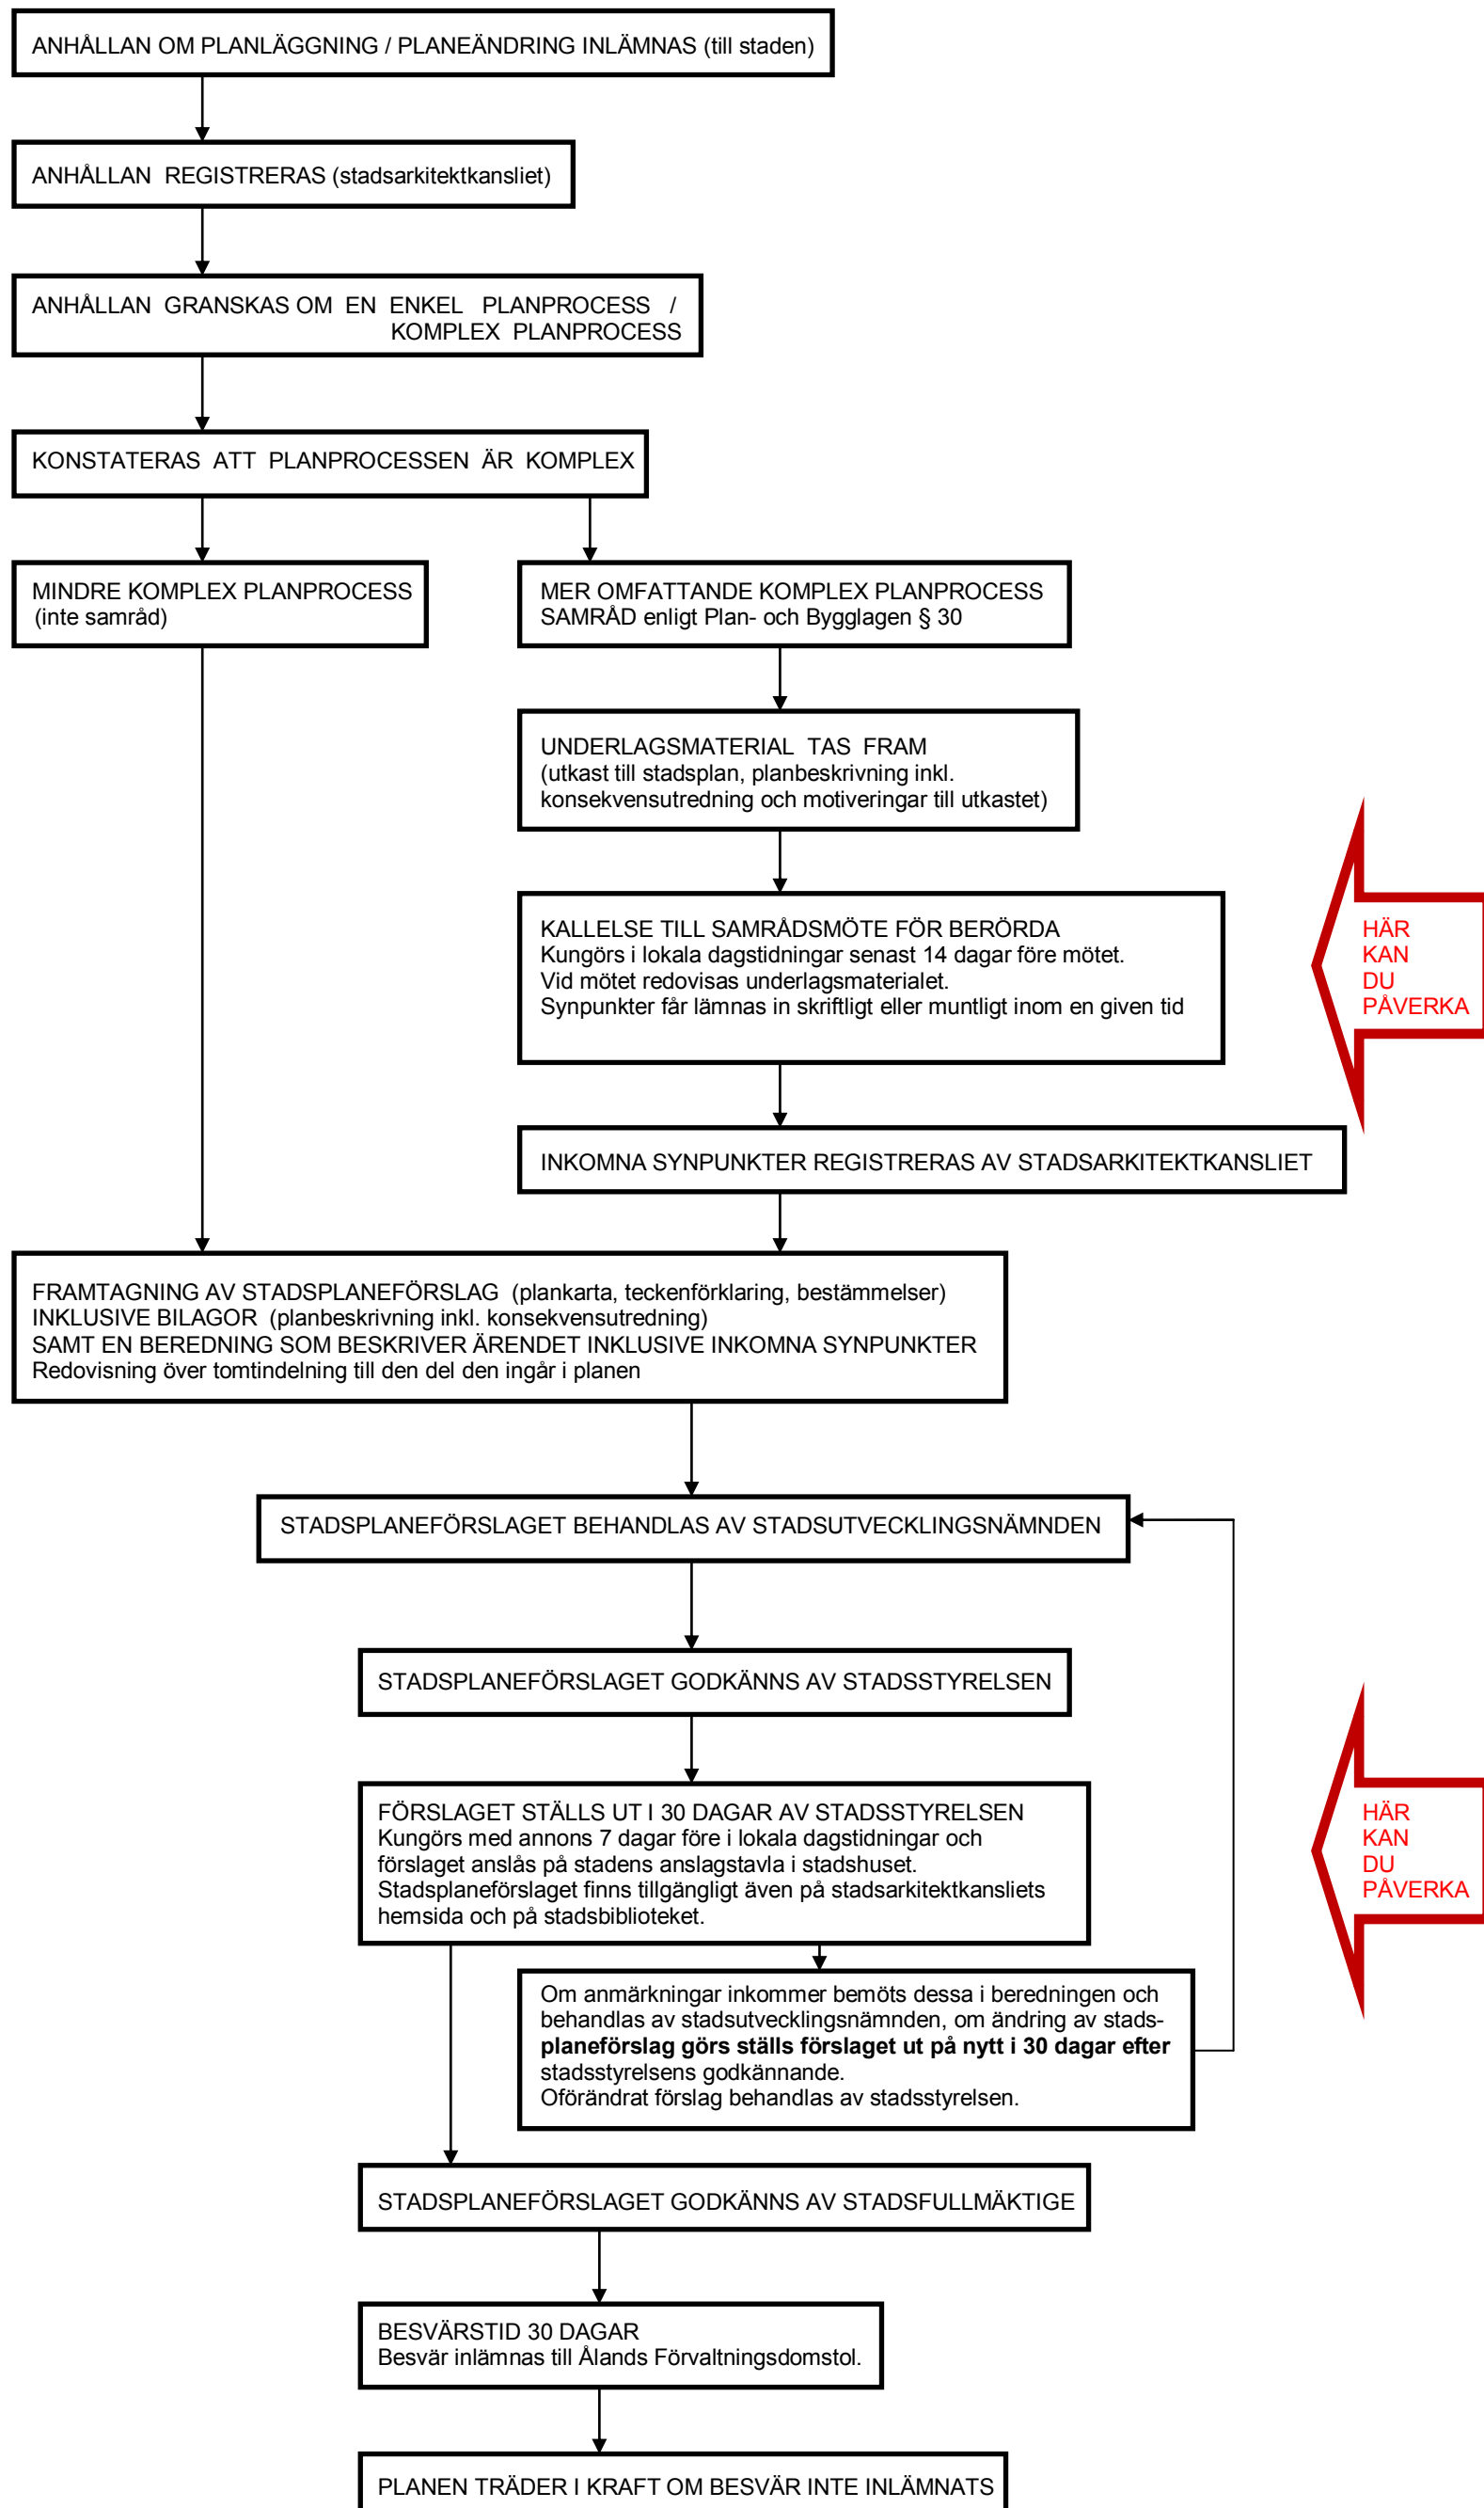 ANHÅLLAN OM PLANLÄGGNING / PLANEÄNDRING INLÄMNAS (till staden)
ANHÅLLAN REGISTRERAS (stadsarkitektkansliet)
ANHÅLLAN GRANSKAS OM EN ENKEL PLANPROCESS /
KOMPLEX PLANPROCESS
KONSTATERAS ATT PLANPROCESSEN ÄR KOMPLEX
MINDRE KOMPLEX PLANPROCESS
(inte samråd)
MER OMFATTANDE KOMPLEX PLANPROCESS
SAMRÅD enligt Plan- och Bygglagen § 30
UNDERLAGSMATERIAL TAS FRAM
(utkast till stadsplan, planbeskrivning inkl.
konsekvensutredning och motiveringar till utkastet)
KALLELSE TILL SAMRÅDSMÖTE FÖR BERÖRDA
Kungörs i lokala dagstidningar senast 14 dagar före mötet.
Vid mötet redovisas underlagsmaterialet.
Synpunkter får lämnas in skriftligt eller muntligt inom en given tid
HÄR
KAN
DU
PÅVERKA
INKOMNA SYNPUNKTER REGISTRERAS AV STADSARKITEKTKANSLIET
FRAMTAGNING AV STADSPLANEFÖRSLAG (plankarta, teckenförklaring, bestämmelser)
INKLUSIVE BILAGOR (planbeskrivning inkl. konsekvensutredning)
SAMT EN BEREDNING SOM BESKRIVER ÄRENDET INKLUSIVE INKOMNA SYNPUNKTER
Redovisning över tomtindelning till den del den ingår i planen
STADSPLANEFÖRSLAGET BEHANDLAS AV STADSUTVECKLINGSNÄMNDEN
STADSPLANEFÖRSLAGET GODKÄNNS AV STADSSTYRELSEN
FÖRSLAGET STÄLLS UT I 30 DAGAR AV STADSSTYRELSEN
Kungörs med annons 7 dagar före i lokala dagstidningar och
förslaget anslås på stadens anslagstavla i stadshuset.
Stadsplaneförslaget finns tillgängligt även på stadsarkitektkansliets
hemsida och på stadsbiblioteket.
HÄR
KAN
DU
PÅVERKA
Om anmärkningar inkommer bemöts dessa i beredningen och
behandlas av stadsutvecklingsnämnden, om ändring av stads-
planeförslag görs ställs förslaget ut på nytt i 30 dagar efter
stadsstyrelsens godkännande.
Oförändrat förslag behandlas av stadsstyrelsen.
STADSPLANEFÖRSLAGET GODKÄNNS AV STADSFULLMÄKTIGE
BESVÄRSTID 30 DAGAR
Besvär inlämnas till Ålands Förvaltningsdomstol.
PLANEN TRÄDER I KRAFT OM BESVÄR INTE INLÄMNATS